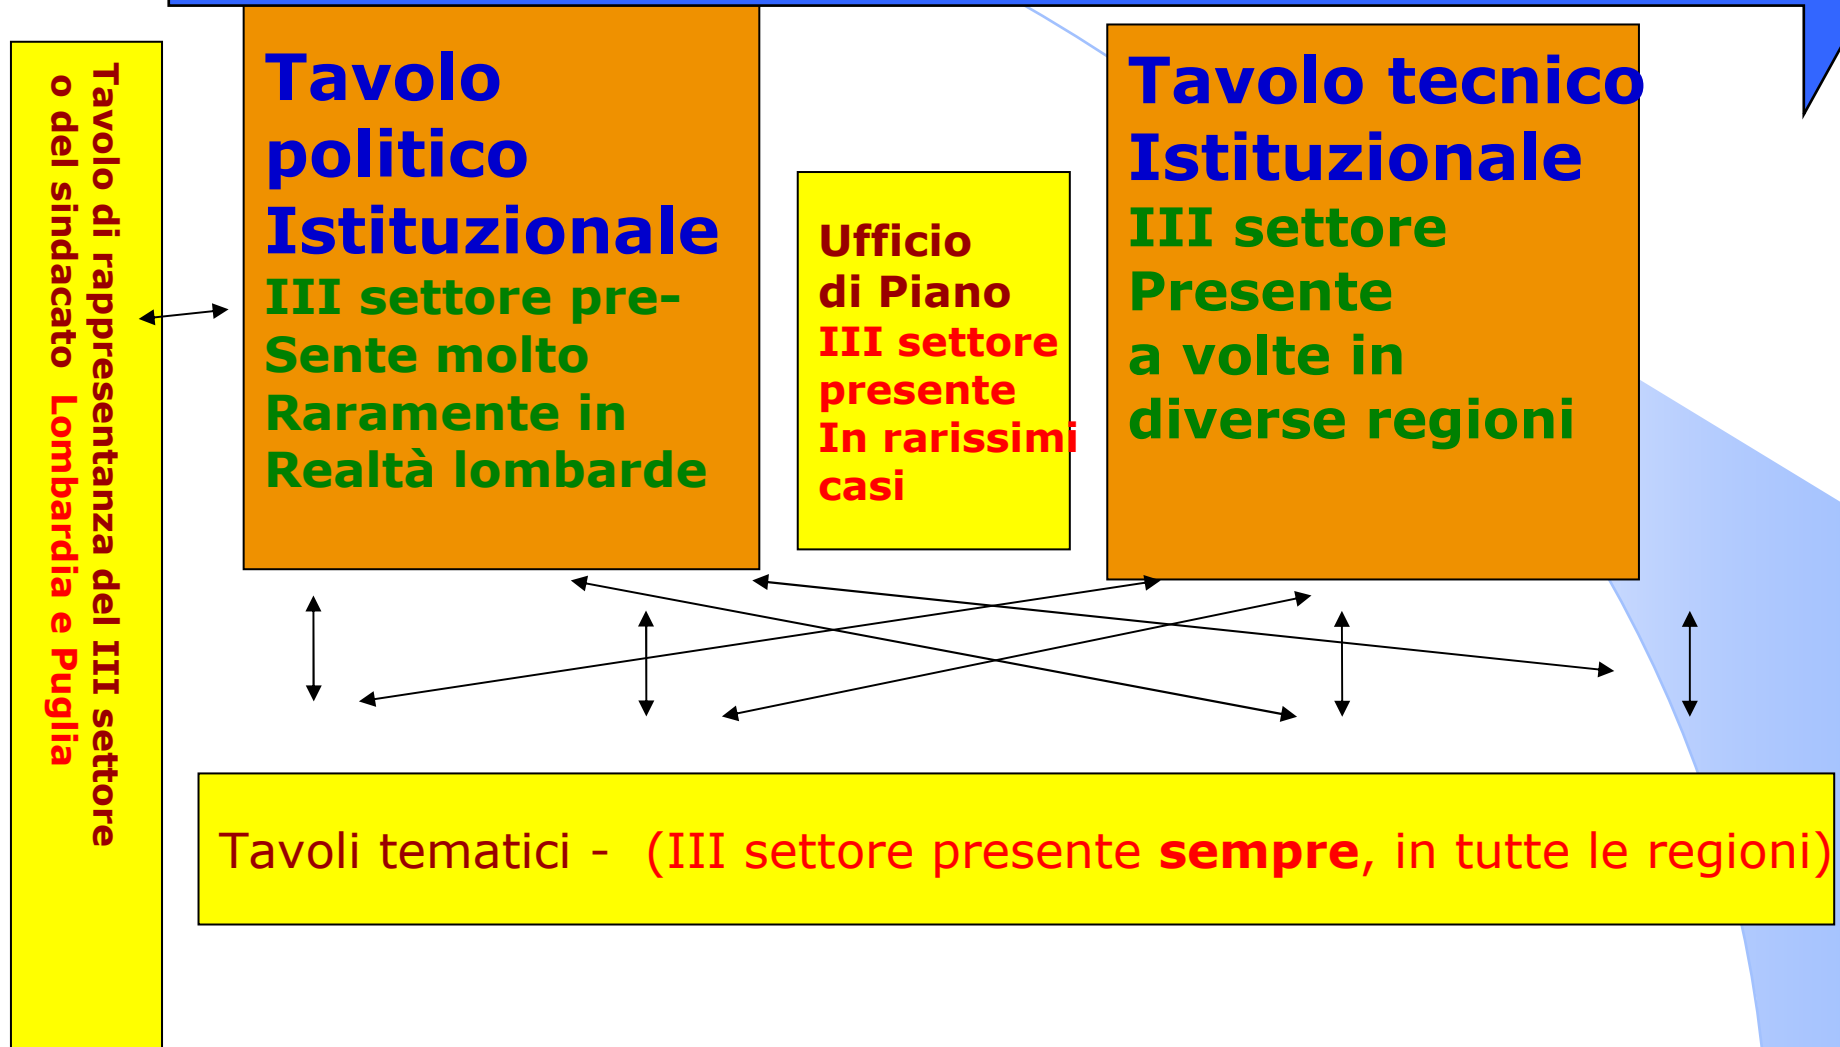 Tavolo di rappresentanza del III settore
o del sindacato Lombardia e Puglia
Tavolo
politico
Istituzionale
III settore pre-
Sente molto
Raramente in
Realtà lombarde
Ufficio
di Piano
III settore
presente
In rarissimi
casi
Tavolo tecnico
Istituzionale
III settore
Presente
a volte in
diverse regioni
Tavoli tematici - (III settore presente sempre, in tutte le regioni)